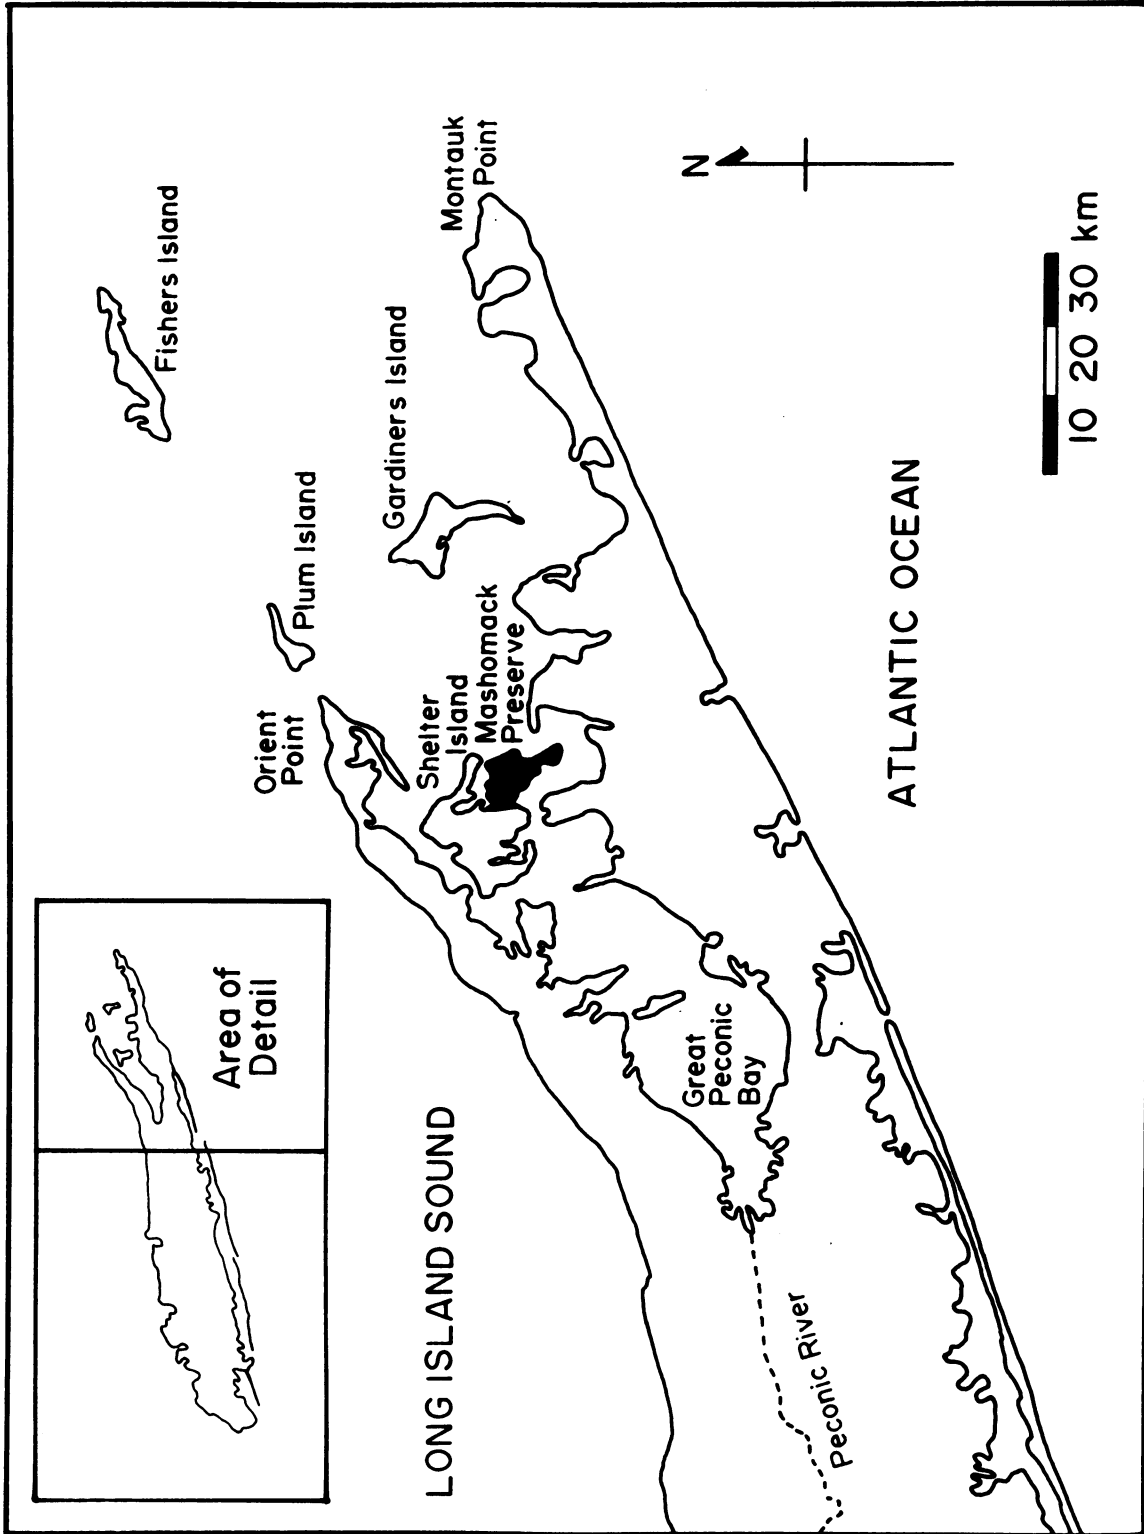 Area of
Detail
LONG ISLAND SOUND
Orient
Point
Plum Island
Fishers Island
Gardiners Island
Shelter
Island
Mashomack
Preserve
Montauk
Point
Great
Peconic
Bay
Peconic River
ATLANTIC OCEAN
N
10 20 30 km